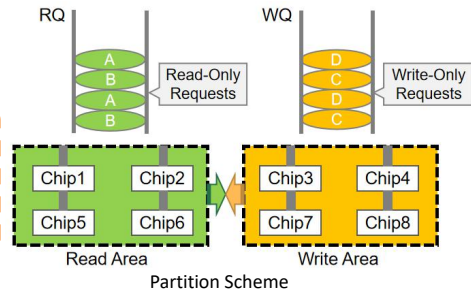 RQ
WQ
A
B
A
B
Read-Only
Requests
D
C
D
C
Write-Only
Requests
Chip1
Chip2
Chip5
Chip6
Chip3
Chip4
Chip7
Chip8
Read Area
Write Area
Partition Scheme